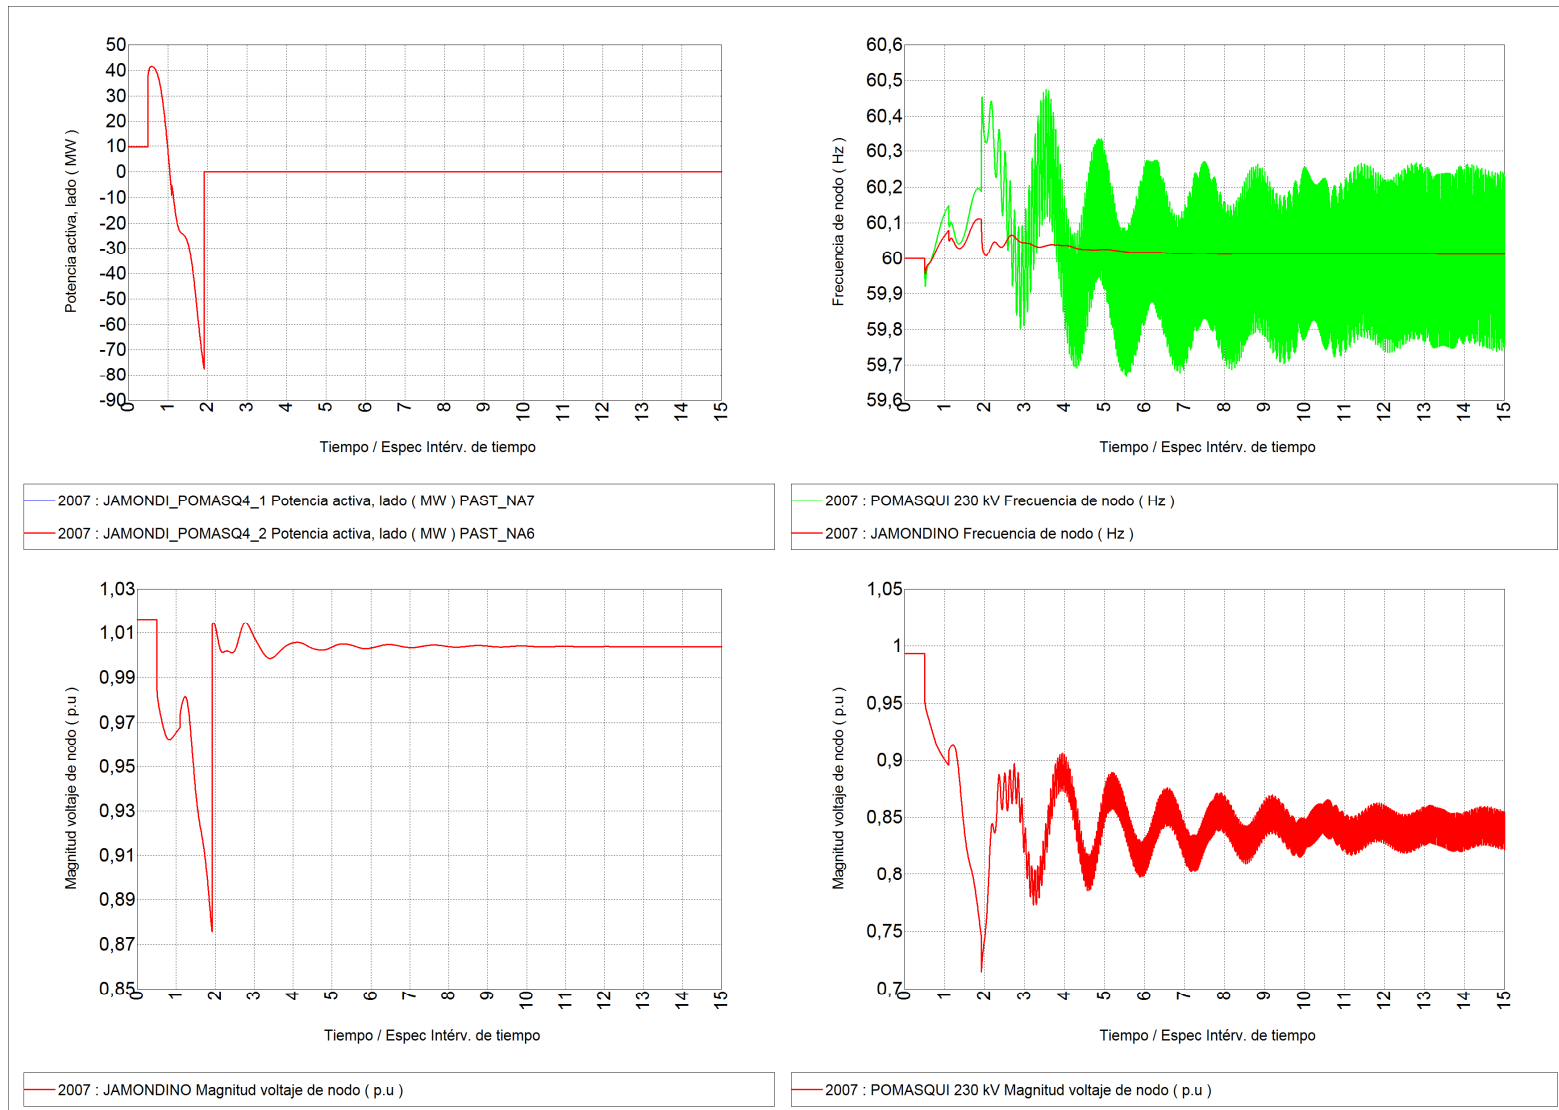 50
40
30
20
10
0
-10
-20
-30
-40
-50
-60
-70
-80
-90
Potencia activa, lado ( MW )
0 1 2 3 4 5 6 7 8 9 10 11 12 13 14 15
Tiempo / Espec Intérv. de tiempo
2007 : JAMONDI_POMASQ4_1 Potencia activa, lado ( MW ) PAST_NA7
2007 : JAMONDI_POMASQ4_2 Potencia activa, lado ( MW ) PAST_NA6
60,6
60,5
60,4
60,3
60,2
60,1
60
59,9
59,8
59,7
59,6
Frecuencia de nodo ( Hz )
0 1 2 3 4 5 6 7 8 9 10 11 12 13 14 15
Tiempo / Espec Intérv. de tiempo
2007 : POMASQUI 230 kV Frecuencia de nodo ( Hz )
2007 : JAMONDINO Frecuencia de nodo ( Hz )
1,03
1,01
0,99
0,97
0,95
0,93
0,91
0,89
0,87
0,85
Magnitud voltaje de nodo ( p.u )
0 1 2 3 4 5 6 7 8 9 10 11 12 13 14 15
Tiempo / Espec Intérv. de tiempo
2007 : JAMONDINO Magnitud voltaje de nodo ( p.u )
1,05
1
0,95
0,9
0,85
0,8
0,75
0,7
Magnitud voltaje de nodo ( p.u )
0 1 2 3 4 5 6 7 8 9 10 11 12 13 14 15
Tiempo / Espec Intérv. de tiempo
2007 : POMASQUI 230 kV Magnitud voltaje de nodo ( p.u )